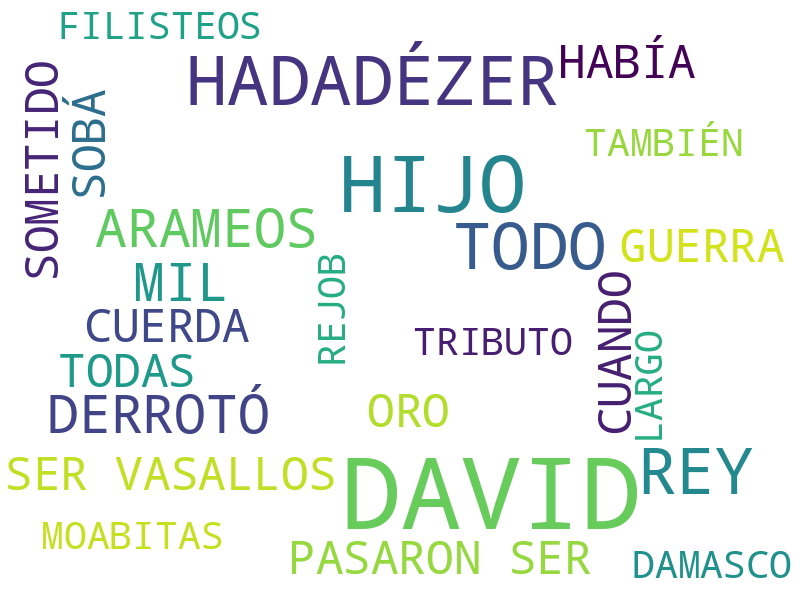 FILISTEOS
HADADÉZER
HABÍA
SOMETIDO
SOBÁ
TAMBIÉN
HIJO
ARAMEOS
TODO
GUERRA
MIL
REJOB
CUANDO
CUERDA
TRIBUTO
LARGO
TODAS
DERROTÓ
ORO
SER VASALLOS
DAVID
REY
MOABITAS
PASARON SER
DAMASCO